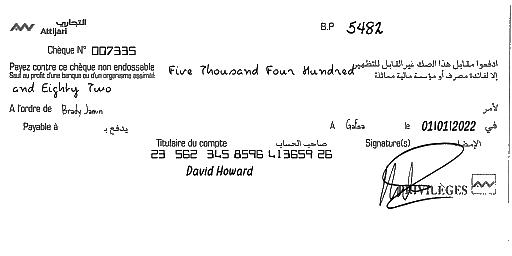 التجاري
Attijari
B.P 5482
Chèque N° 007335
Payez contre ce chèque non endossable Five Thousand Four Hundred ادفعوا مقابل هذا الصك غير القابل للتظهير
Sauf au profit d'une banque ou d'un organisme assimilé إلا لفائدة مصرف أو مؤسسة مالية مماثلة
and Eighty Two
A l'ordre de Brady Jamin لأمر
Payable à يدفع بـ A Gafsa le 01/01/2022 في
Titulaire du compte صاحب الحساب Signature(s) الإمضاء
23 562 345 8596 413659 26
David Howard
PRIVILÈGES